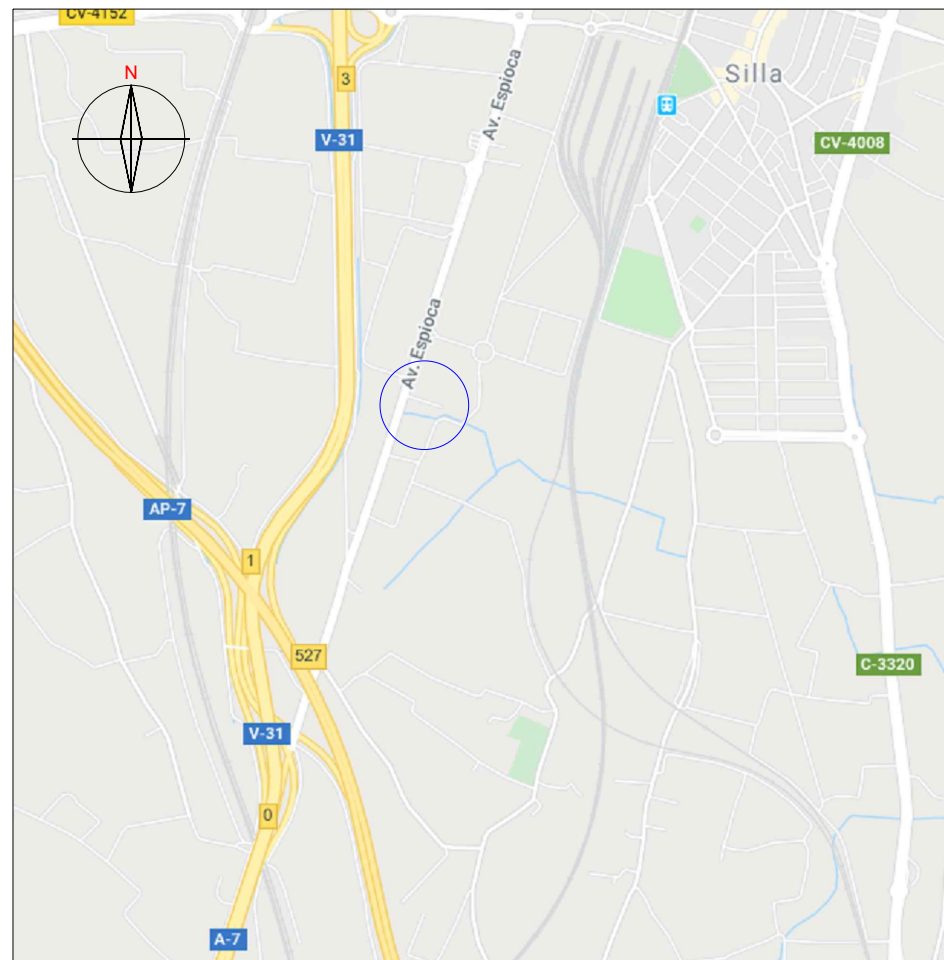 CV-4152
N
3
Silla
Av. Espioca
V-31
CV-4008
Av. Espioca
AP-7
1
527
C-3320
V-31
0
A-7